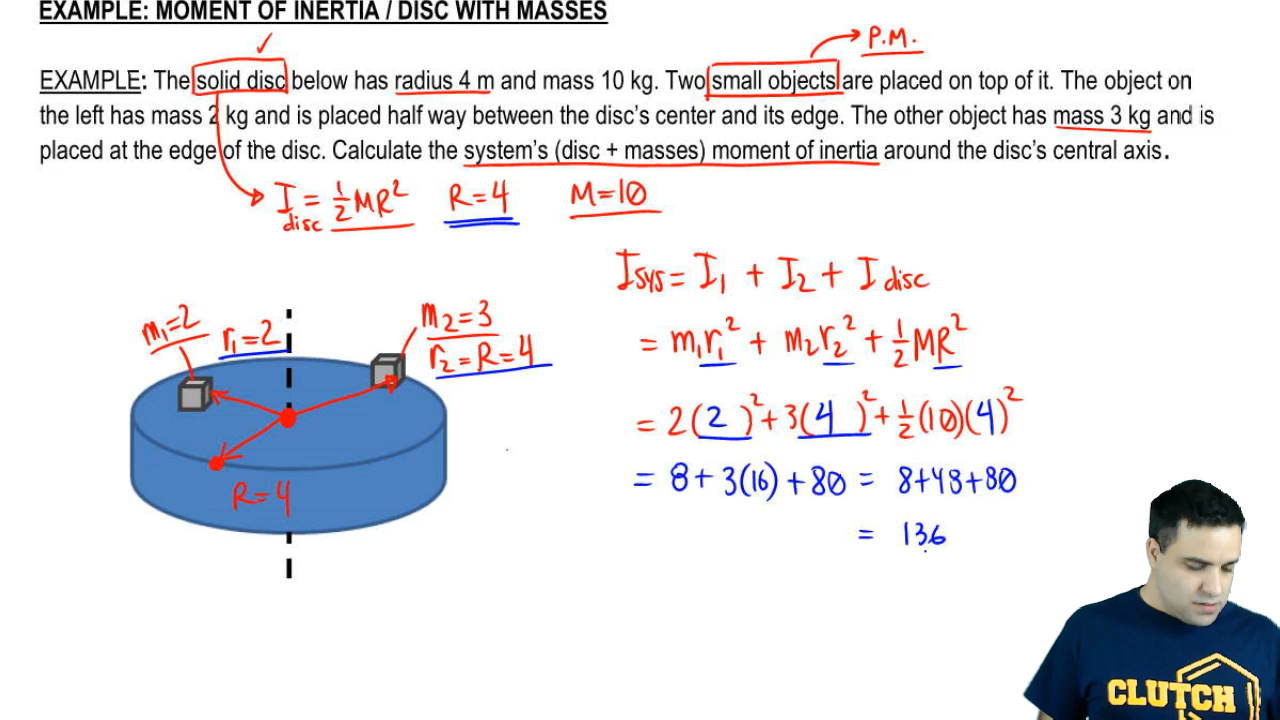 EXAMPLE: MOMENT OF INERTIA / DISC WITH MASSES
P.M.
EXAMPLE: The solid disc below has radius 4 m and mass 10 kg. Two small objects are placed on top of it. The object on
the left has mass 2 kg and is placed half way between the disc's center and its edge. The other object has mass 3 kg and is
placed at the edge of the disc. Calculate the system's (disc + masses) moment of inertia around the disc's central axis.
I disc = ½MR² R=4 M=10
I sys = I₁ + I₂ + I disc
m₁=2 r₁=2
m₂=3
r₂=R=4
= m₁r₁² + m₂r₂² + ½MR²
= 2(2)² + 3(4)² + ½(10)(4)²
R=4
= 8+3(16)+80 = 8+48+80
= 136
CLUTCH